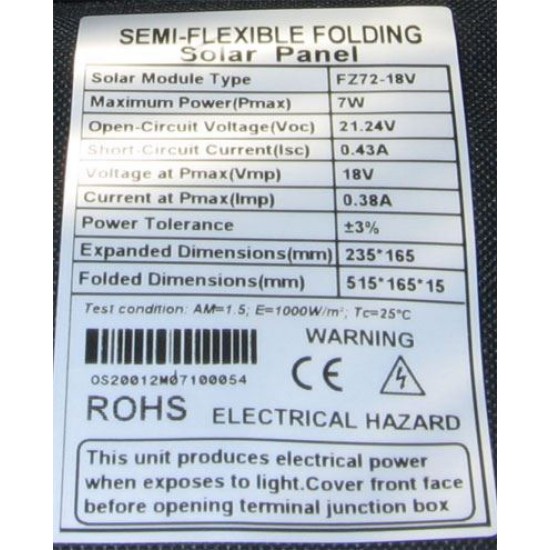 SEMI-FLEXIBLE FOLDING
Solar Panel
Solar Module Type FZ72-18V
Maximum Power(Pmax) 7W
Open-Circuit Voltage(Voc) 21.24V
Short-Circuit Current(Isc) 0.43A
Voltage at Pmax(Vmp) 18V
Current at Pmax(Imp) 0.38A
Power Tolerance ±3%
Expanded Dimensions(mm) 235*165
Folded Dimensions(mm) 515*165*15
Test condition: AM=1.5; E=1000W/m²; Tc=25°C
WARNING
OS20012M07100054
CE
ROHS ELECTRICAL HAZARD
This unit produces electrical power
when exposes to light.Cover front face
before opening terminal junction box